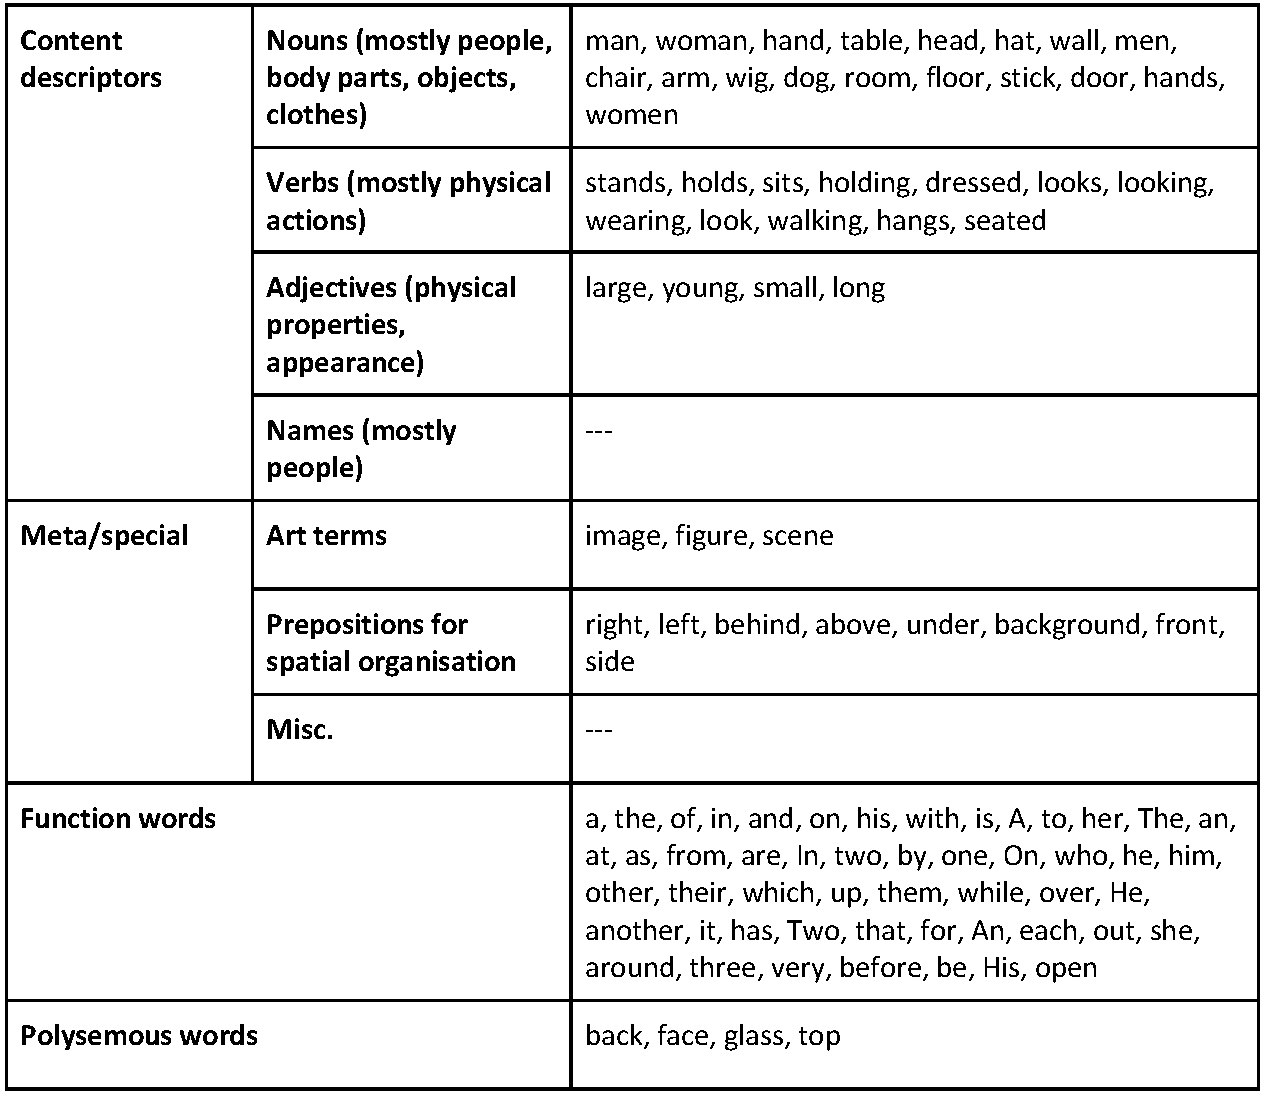 Content descriptors
Nouns (mostly people, body parts, objects, clothes)
man, woman, hand, table, head, hat, wall, men,
chair, arm, wig, dog, room, floor, stick, door, hands,
women
Verbs (mostly physical actions)
stands, holds, sits, holding, dressed, looks, looking,
wearing, look, walking, hangs, seated
Adjectives (physical properties, appearance)
large, young, small, long
Names (mostly people)
---
Meta/special
Art terms
image, figure, scene
Prepositions for spatial organisation
right, left, behind, above, under, background, front,
side
Misc.
---
Function words
a, the, of, in, and, on, his, with, is, A, to, her, The, an,
at, as, from, are, In, two, by, one, On, who, he, him,
other, their, which, up, them, while, over, He,
another, it, has, Two, that, for, An, each, out, she,
around, three, very, before, be, His, open
Polysemous words
back, face, glass, top